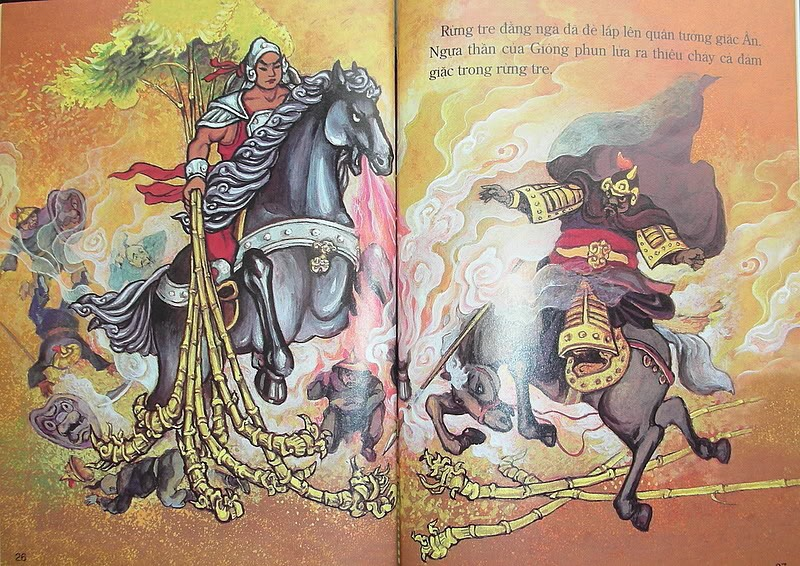 Rừng tre đằng ngà đã đè lấp lên quân tướng giặc Ân.
Ngựa thần của Gióng phun lửa ra thiêu cháy cả đám
giặc trong rừng tre.
26